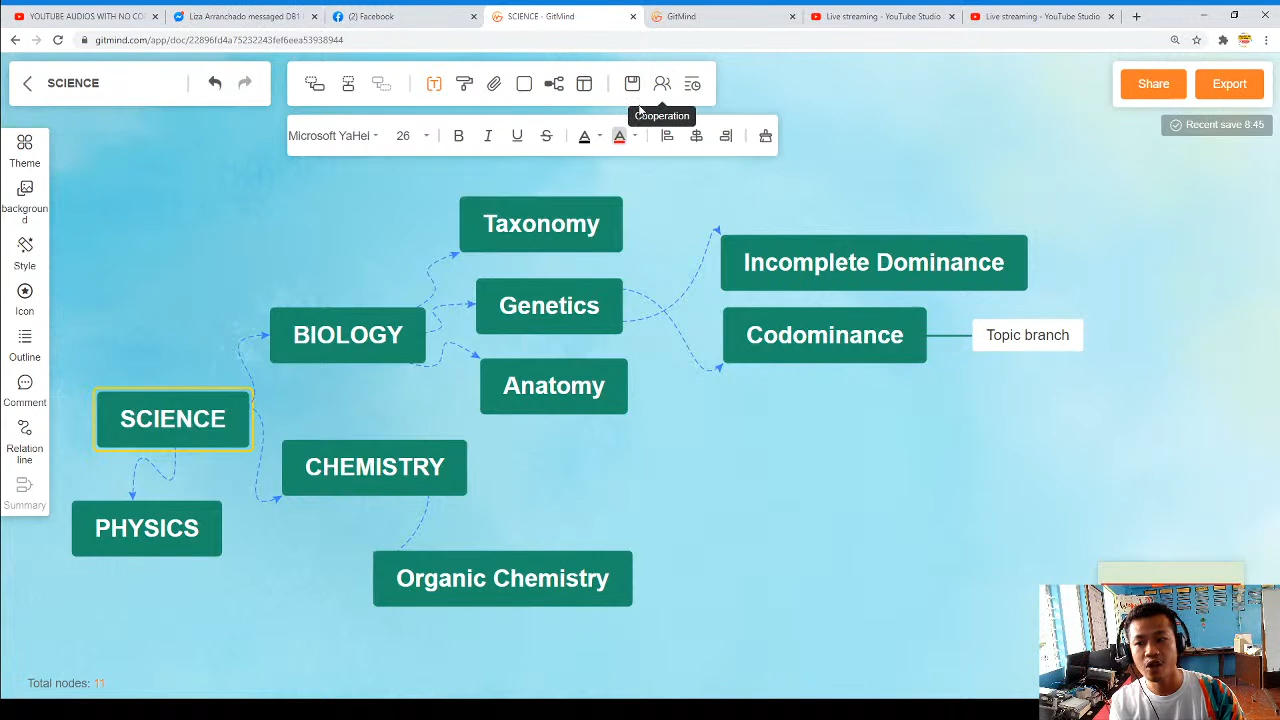 YOUTUBE AUDIOS WITH NO CO
Liza Arranchado messaged DB1
(2) Facebook
SCIENCE - GitMind
GitMind
Live streaming - YouTube Studio
Live streaming - YouTube Studio
gitmind.com/app/doc/22896fd4a75232243fef6eea53938944
SCIENCE
Share
Export
Cooperation
Recent save 8:45
Microsoft YaHei
26
B
I
U
S
A
A
Theme
backgroun
d
Style
Icon
Outline
Comment
Relation
line
Summary
Taxonomy
Incomplete Dominance
Genetics
BIOLOGY
Codominance
Topic branch
Anatomy
SCIENCE
CHEMISTRY
PHYSICS
Organic Chemistry
Total nodes: 11